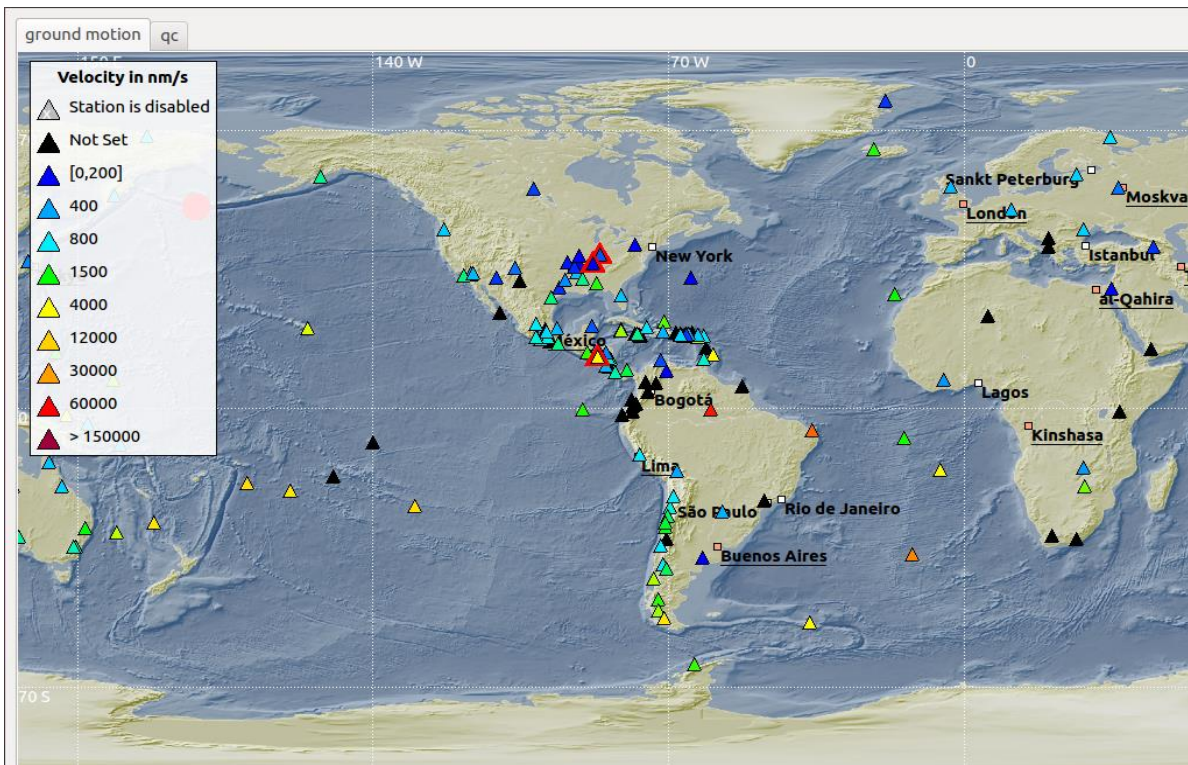 ground motion
qc
140 W
70 W
0
Velocity in nm/s
Station is disabled
Not Set
[0,200]
400
800
1500
4000
12000
30000
60000
> 150000
Sankt Peterburg
Moskva
London
New York
Istanbul
al-Qahira
México
Lagos
Bogotá
Kinshasa
Lima
São Paulo
Rio de Janeiro
Buenos Aires
70 S